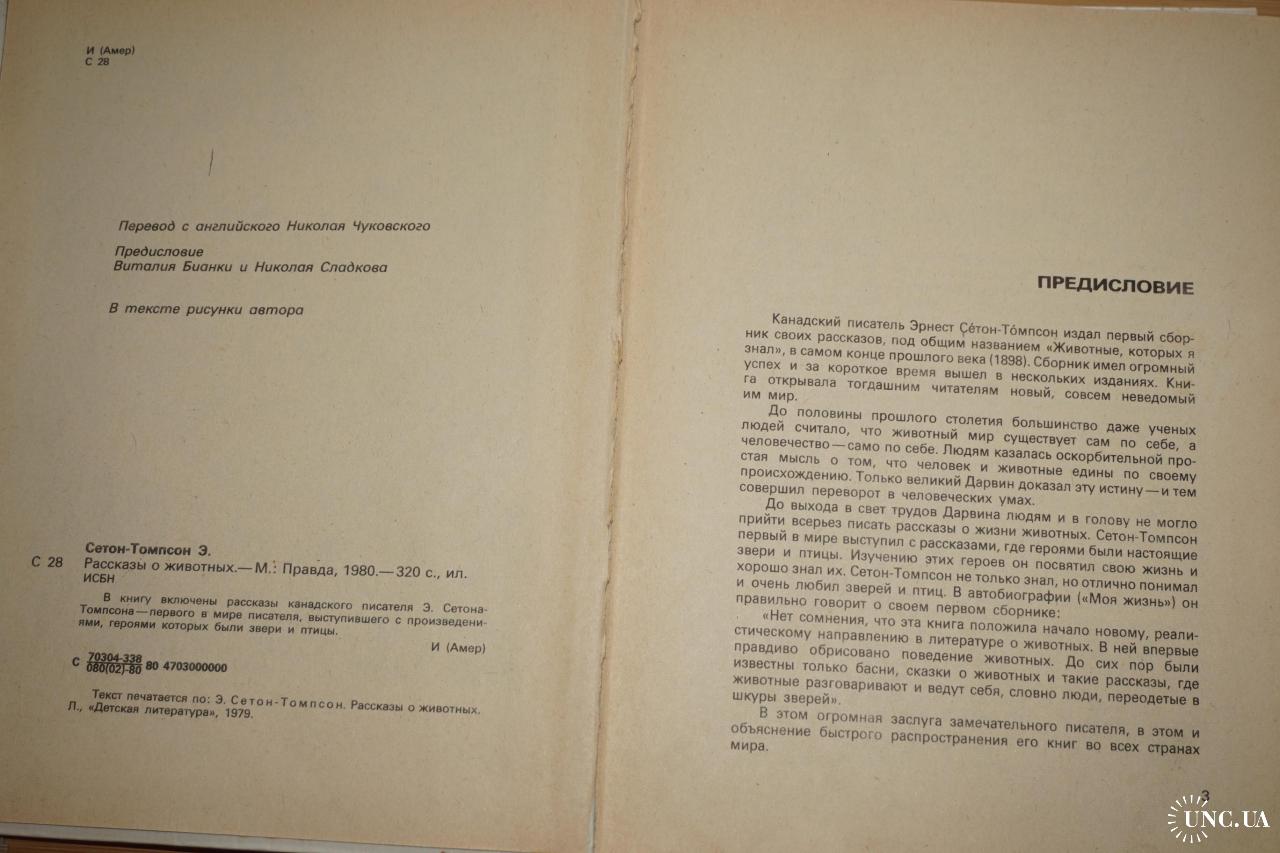 И (Амер)
С 28
Перевод с английского Николая Чуковского
Предисловие
Виталия Бианки и Николая Сладкова
В тексте рисунки автора
Сетон-Томпсон Э.
С 28 Рассказы о животных.—М.: Правда, 1980.—320 с., ил.
ИСБН
В книгу включены рассказы канадского писателя Э. Сетона-
Томпсона—первого в мире писателя, выступившего с произведени-
ями, героями которых были звери и птицы.
И (Амер)
С 70304-338
080(02)-80 80 4703000000
Текст печатается по: Э. Сетон-Томпсон. Рассказы о животных.
Л., «Детская литература», 1979.
ПРЕДИСЛОВИЕ
Канадский писатель Эрнест Се́тон-То́мпсон издал первый сбор-
ник своих рассказов, под общим названием «Животные, которых я
знал», в самом конце прошлого века (1898). Сборник имел огромный
успех и за короткое время вышел в нескольких изданиях. Кни-
га открывала тогдашним читателям новый, совсем неведомый
им мир.
До половины прошлого столетия большинство даже ученых
людей считало, что животный мир существует сам по себе, а
человечество—само по себе. Людям казалась оскорбительной про-
стая мысль о том, что человек и животные едины по своему
происхождению. Только великий Дарвин доказал эту истину—и тем
совершил переворот в человеческих умах.
До выхода в свет трудов Дарвина людям и в голову не могло
прийти всерьез писать рассказы о жизни животных. Сетон-Томпсон
первый в мире выступил с рассказами, где героями были настоящие
звери и птицы. Изучению этих героев он посвятил свою жизнь и
хорошо знал их. Сетон-Томпсон не только знал, но отлично понимал
и очень любил зверей и птиц. В автобиографии («Моя жизнь») он
правильно говорит о своем первом сборнике:
«Нет сомнения, что эта книга положила начало новому, реали-
стическому направлению в литературе о животных. В ней впервые
правдиво обрисовано поведение животных. До сих пор были
известны только басни, сказки о животных и такие рассказы, где
животные разговаривают и ведут себя, словно люди, переодетые в
шкуры зверей».
В этом огромная заслуга замечательного писателя, в этом и
объяснение быстрого распространения его книг во всех странах
мира.
3
UNC.UA